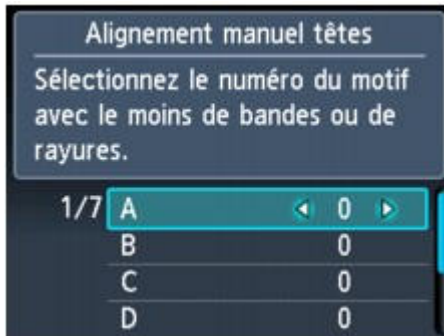 Alignement manuel têtes
Sélectionnez le numéro du motif
avec le moins de bandes ou de
rayures.
1/7 A 0
B 0
C 0
D 0